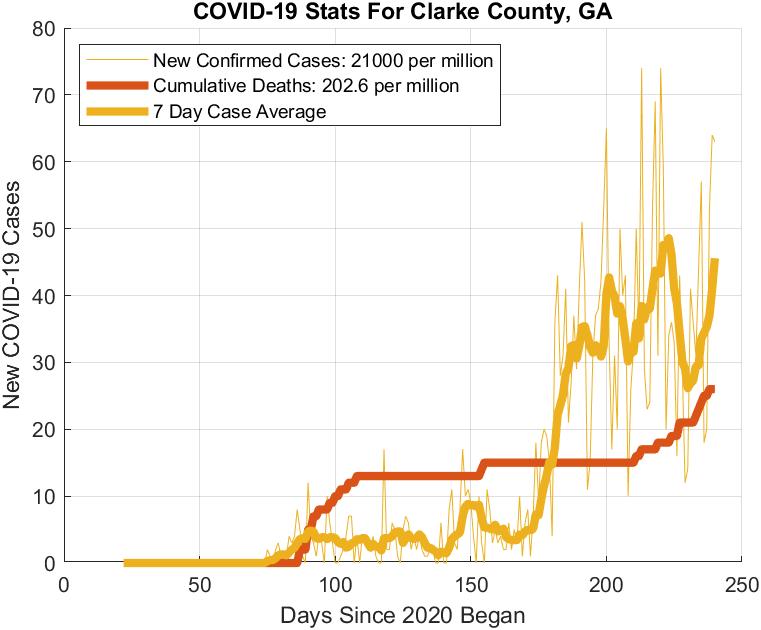 COVID-19 Stats For Clarke County, GA
New Confirmed Cases: 21000 per million
Cumulative Deaths: 202.6 per million
7 Day Case Average
New COVID-19 Cases
80
70
60
50
40
30
20
10
0
0 50 100 150 200 250
Days Since 2020 Began